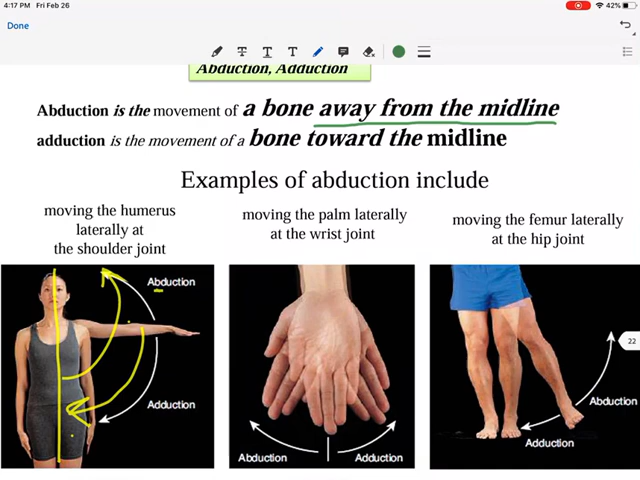 4:17 PM Fri Feb 26
42%
Done
T T T
Abduction, Adduction
Abduction is the movement of a bone away from the midline
adduction is the movement of a bone toward the midline
Examples of abduction include
moving the humerus
laterally at
the shoulder joint
moving the palm laterally
at the wrist joint
moving the femur laterally
at the hip joint
Abduction
Adduction
Abduction
Adduction
22
Abduction
Adduction